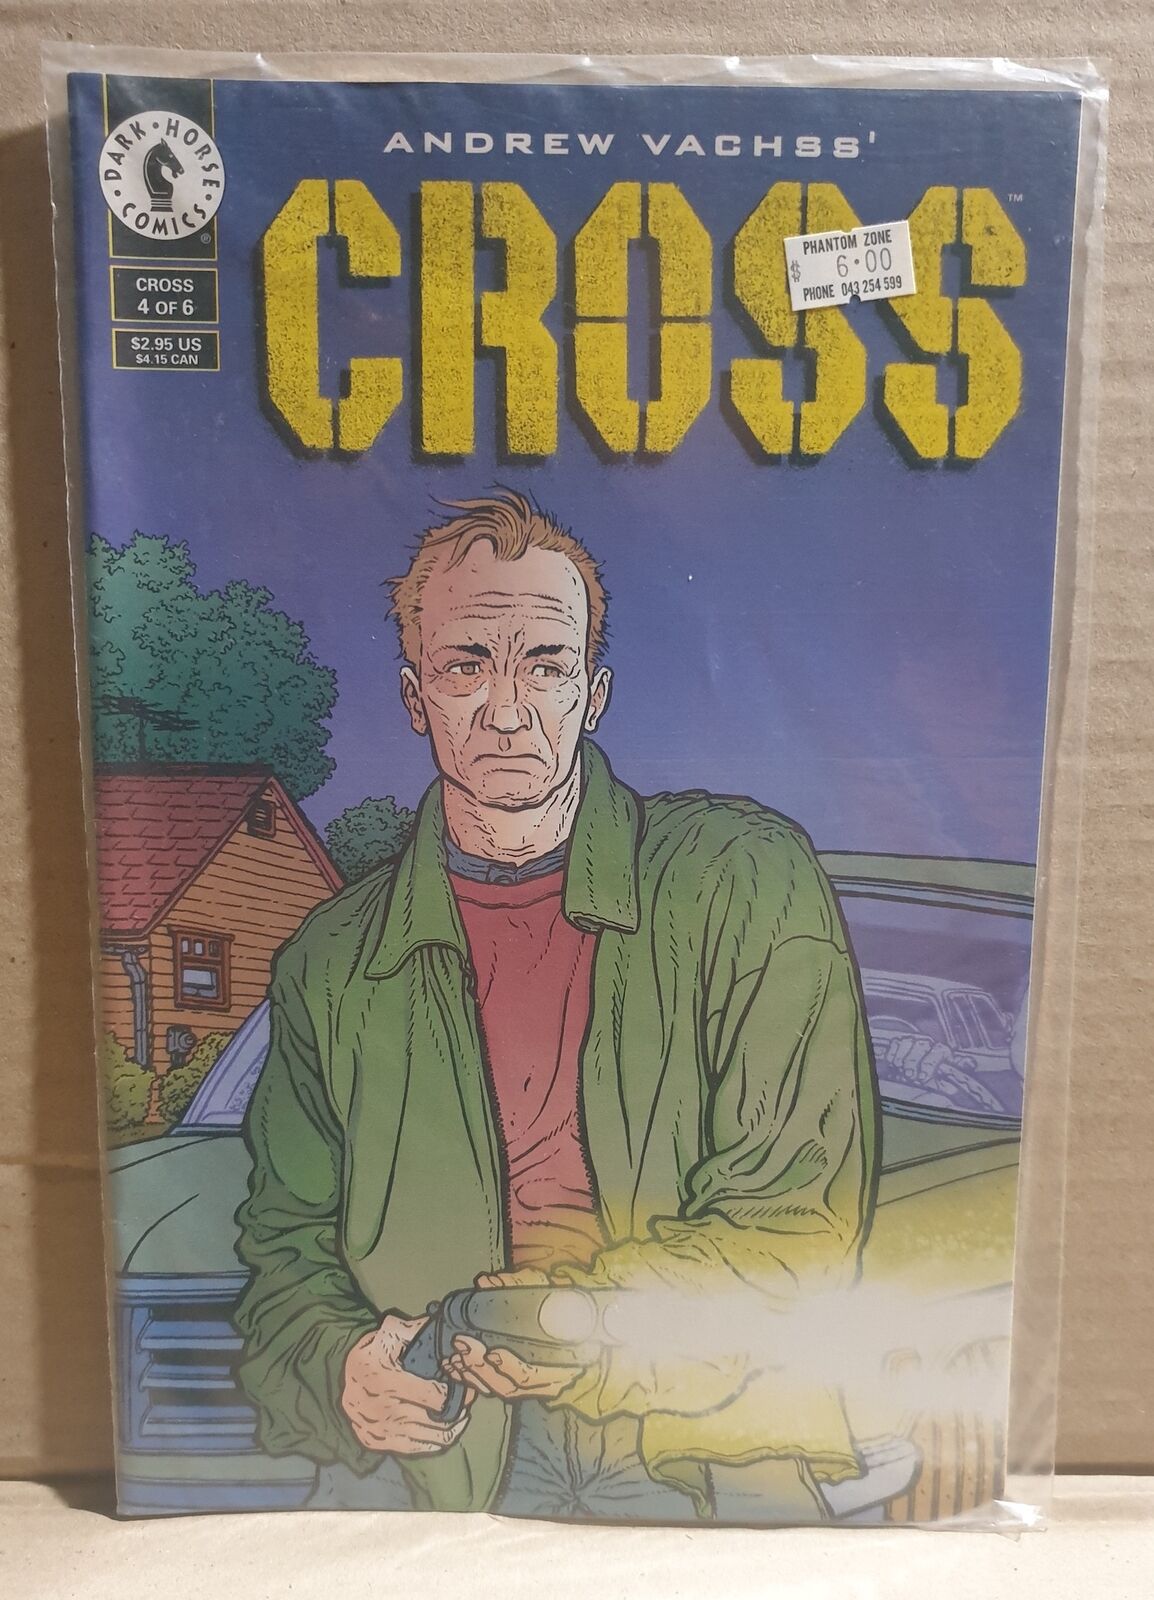 ANDREW VACHSS'
CROSS™
DARK • HORSE
COMICS
®
CROSS
4 OF 6
$2.95 US
$4.15 CAN
PHANTOM ZONE
$ 6•00
PHONE 043 254 599